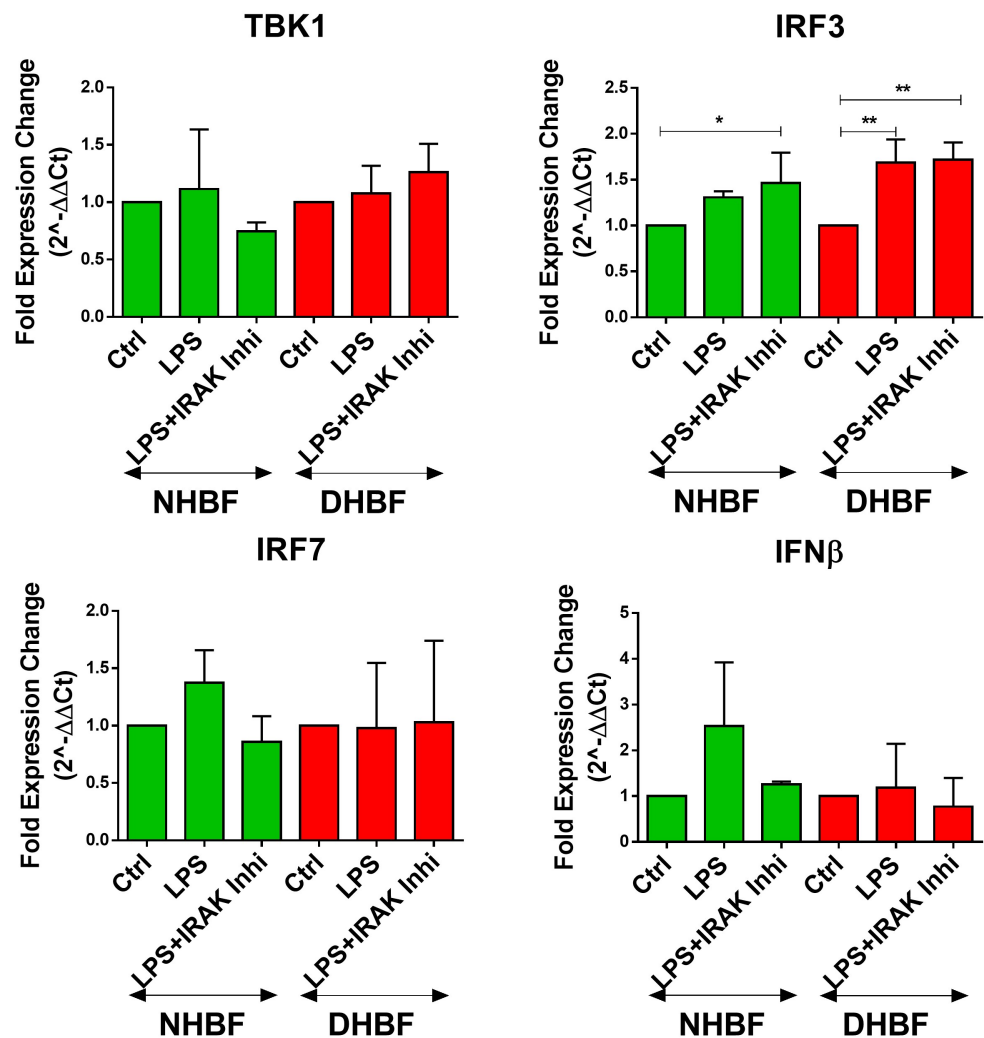 TBK1
Fold Expression Change
(2^-ΔΔCt)
2.0
1.5
1.0
0.5
0.0
Ctrl
LPS
LPS+IRAK Inhi
Ctrl
LPS
LPS+IRAK Inhi
NHBF
DHBF
IRF3
Fold Expression Change
(2^-ΔΔCt)
2.5
2.0
1.5
1.0
0.5
0.0
*
**
**
Ctrl
LPS
LPS+IRAK Inhi
Ctrl
LPS
LPS+IRAK Inhi
NHBF
DHBF
IRF7
Fold Expression Change
(2^-ΔΔCt)
2.0
1.5
1.0
0.5
0.0
Ctrl
LPS
LPS+IRAK Inhi
Ctrl
LPS
LPS+IRAK Inhi
NHBF
DHBF
IFNβ
Fold Expression Change
(2^-ΔΔCt)
5
4
3
2
1
0
Ctrl
LPS
LPS+IRAK Inhi
Ctrl
LPS
LPS+IRAK Inhi
NHBF
DHBF